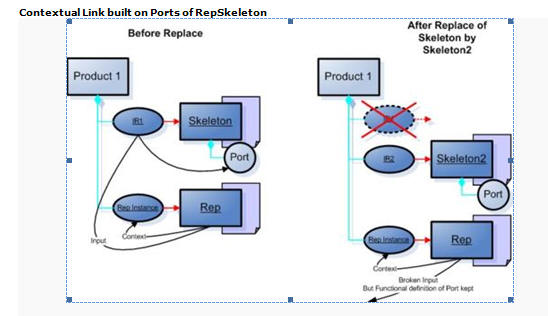 Contextual Link built on Ports of RepSkeleton
Before Replace
Product 1
IR1
Skeleton
Port
Rep Instance
Rep
Context
Input
After Replace of
Skeleton by
Skeleton2
Product 1
IR2
Skeleton2
Port
Rep Instance
Rep
Context
Broken Input
But Functional definition of Port kept